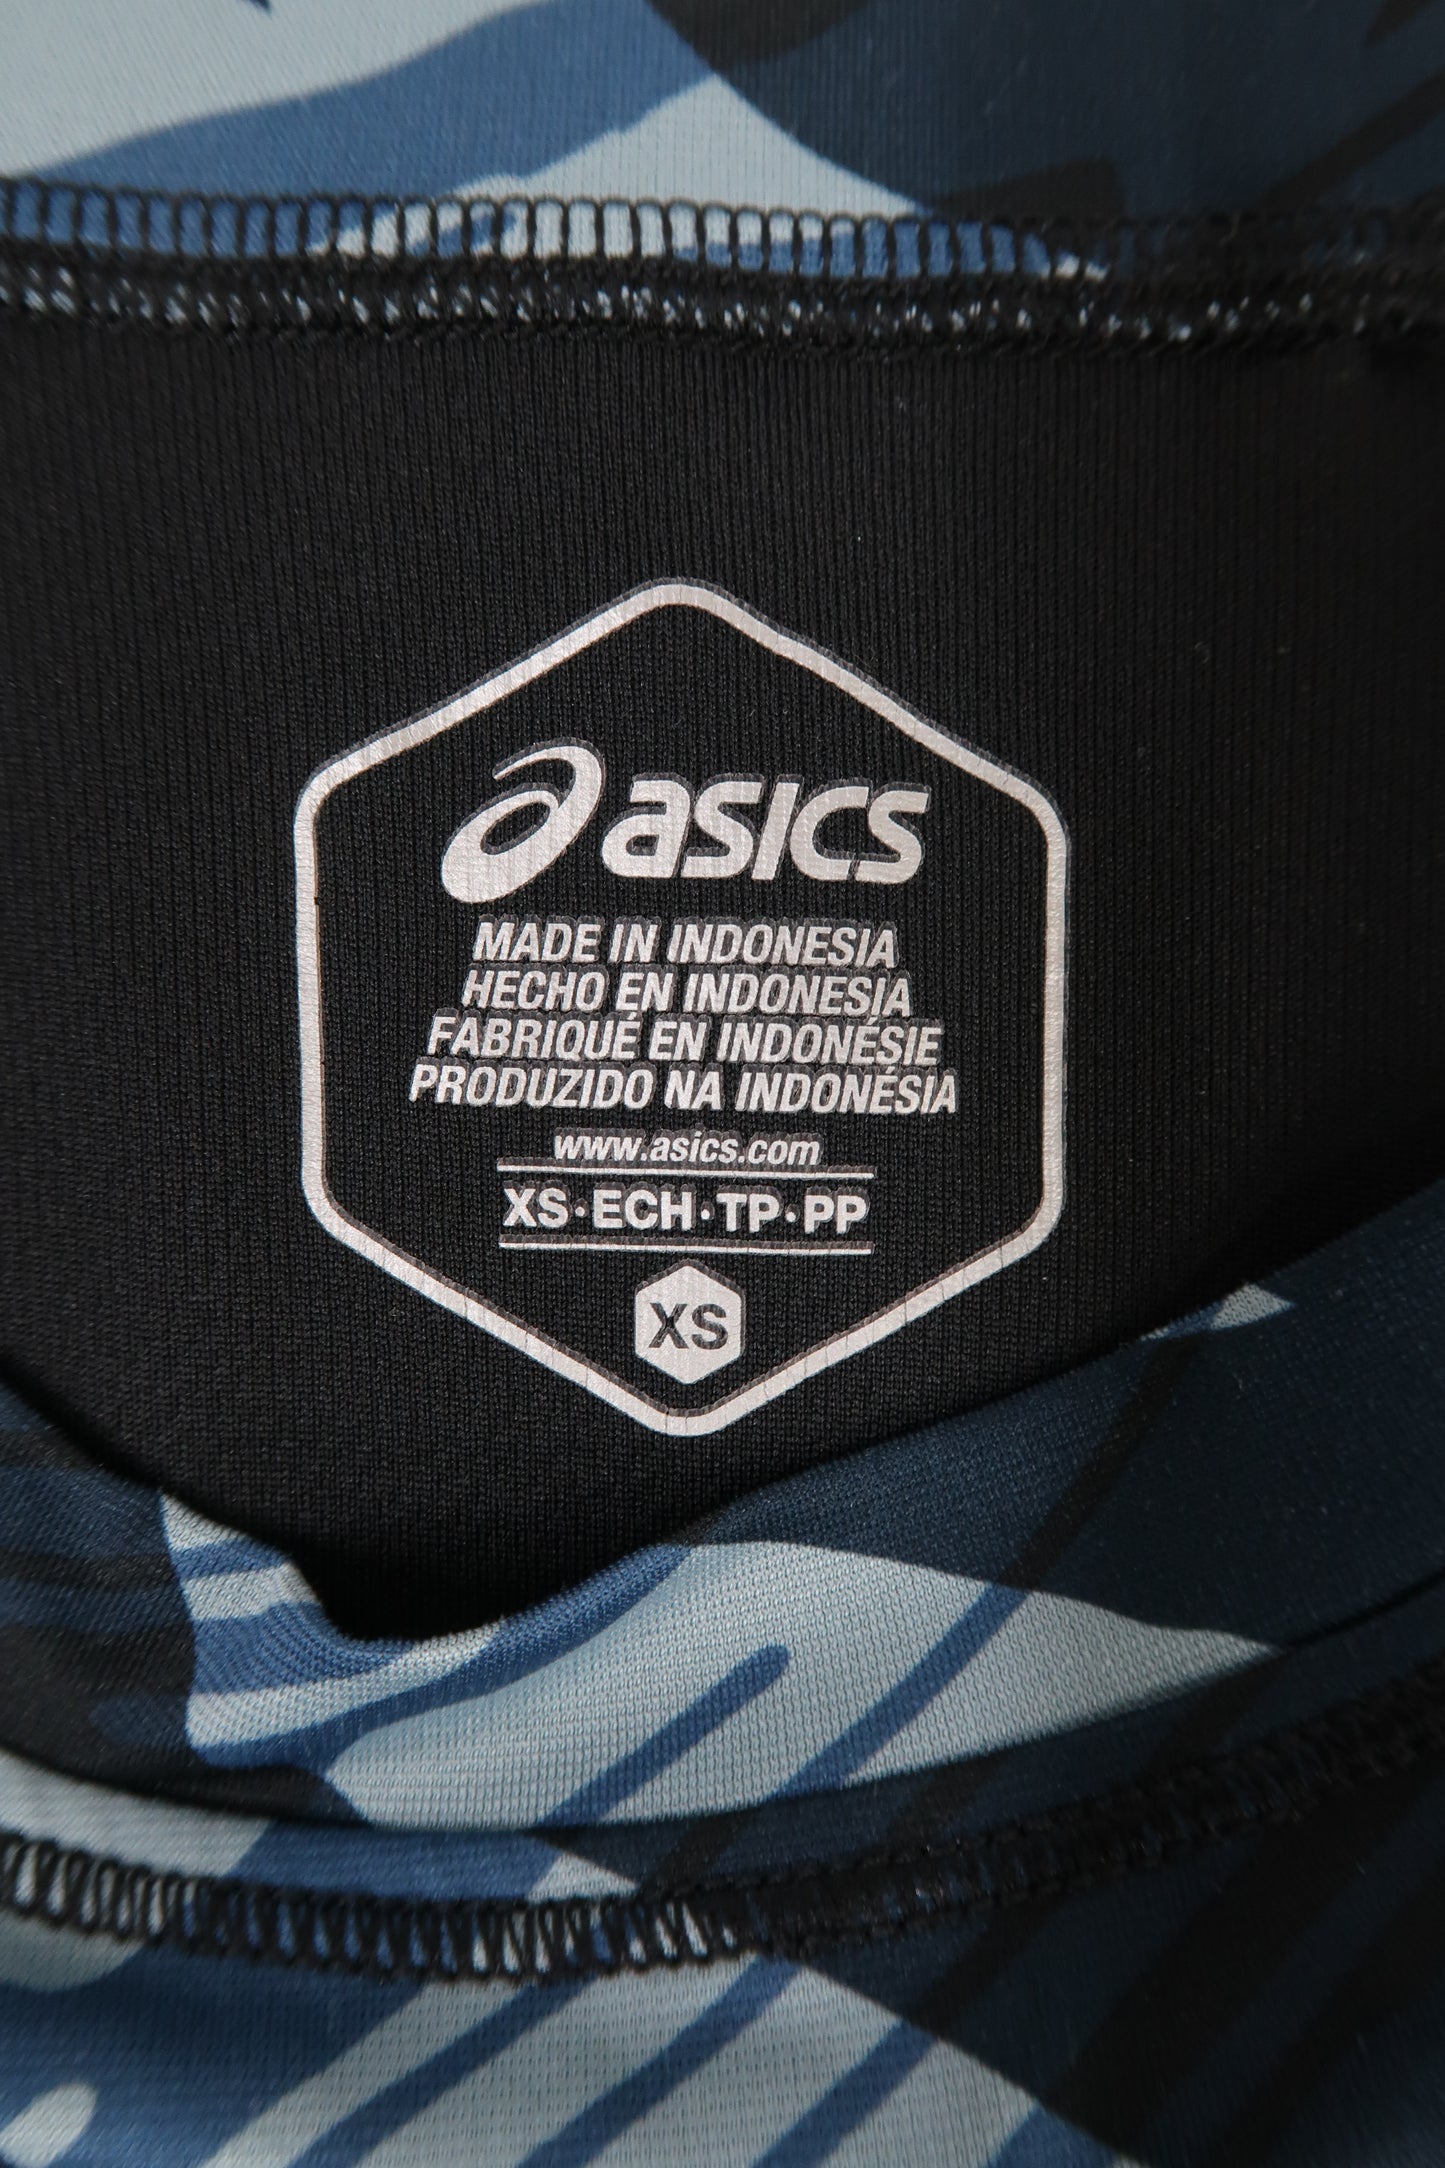 asics
MADE IN INDONESIA
HECHO EN INDONESIA
FABRIQUÉ EN INDONÉSIE
PRODUZIDO NA INDONÉSIA
www.asics.com
XS·ECH·TP·PP
XS